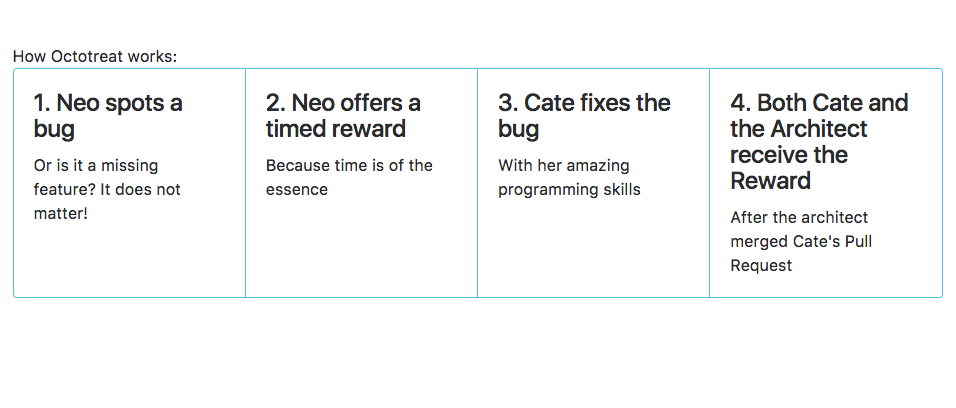 How Octotreat works:
1. Neo spots a
bug
Or is it a missing
feature? It does not
matter!
2. Neo offers a
timed reward
Because time is of the
essence
3. Cate fixes the
bug
With her amazing
programming skills
4. Both Cate and
the Architect
receive the
Reward
After the architect
merged Cate's Pull
Request